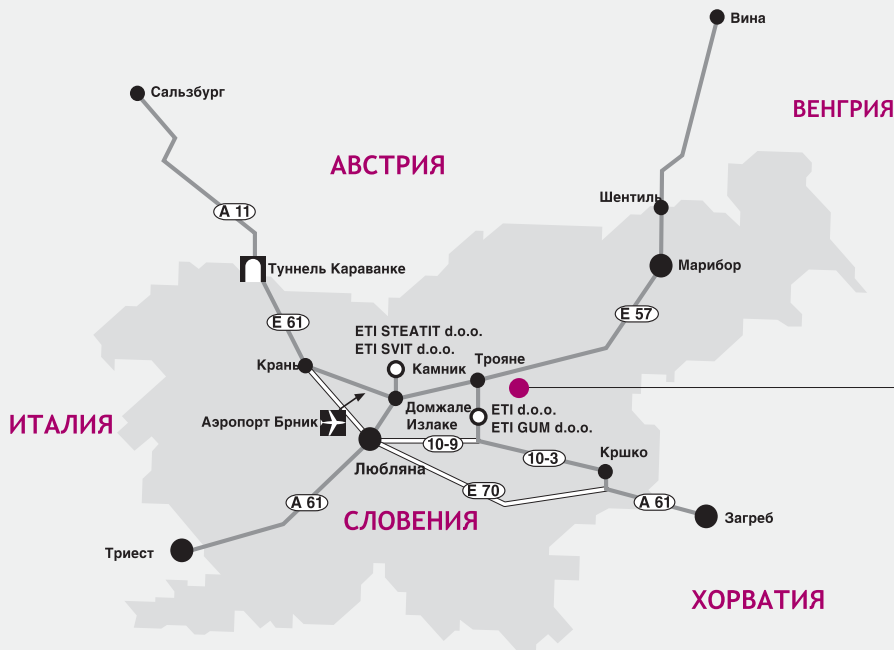 Вина
Сальзбург
ВЕНГРИЯ
АВСТРИЯ
Шентиль
A 11
Туннель Караванке
Марибор
E 57
E 61
ETI STEATIT d.o.o.
ETI SVIT d.o.o.
Трояне
Крань
Камник
Домжале
ETI d.o.o.
ИТАЛИЯ
Аэропорт Брник
Излаке
ETI GUM d.o.o.
10-9
Кршко
10-3
Любляна
E 70
A 61
A 61
СЛОВЕНИЯ
Загреб
Триест
ХОРВАТИЯ